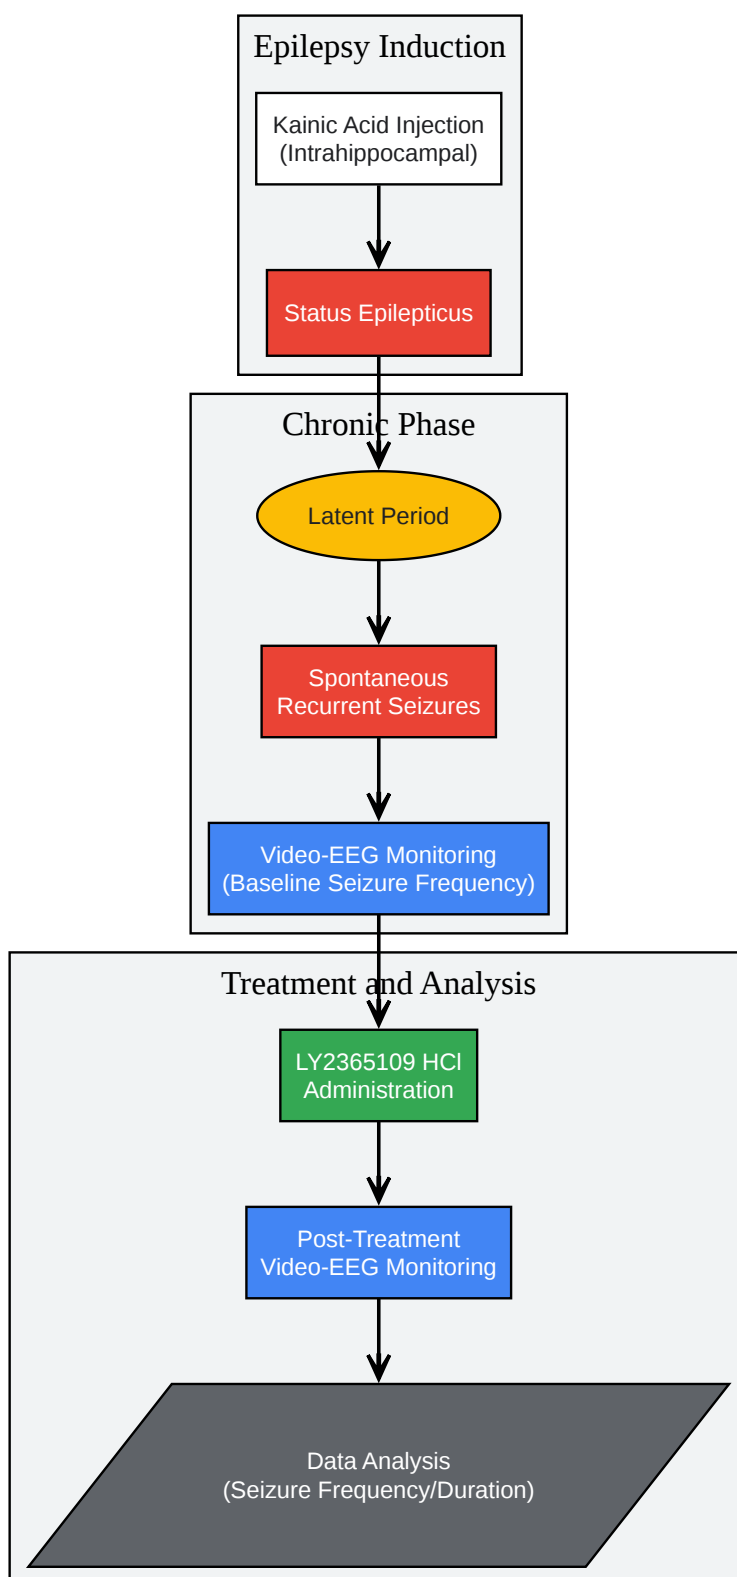 Epilepsy Induction
Kainic Acid Injection
(Intrahippocampal)
Status Epilepticus
Chronic Phase
Latent Period
Spontaneous
Recurrent Seizures
Video-EEG Monitoring
(Baseline Seizure Frequency)
Treatment and Analysis
LY2365109 HCl
Administration
Post-Treatment
Video-EEG Monitoring
Data Analysis
(Seizure Frequency/Duration)